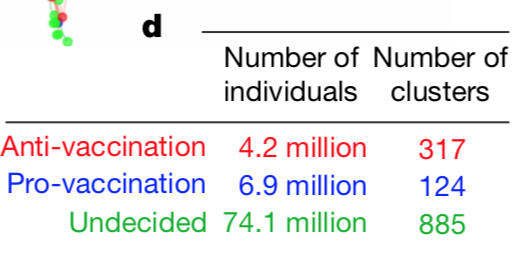 d
Number of individuals Number of clusters
Anti-vaccination 4.2 million 317
Pro-vaccination 6.9 million 124
Undecided 74.1 million 885